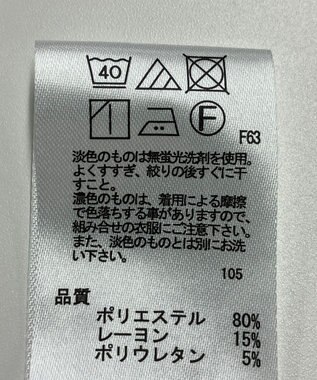 40
F
F63
淡色のものは無蛍光洗剤を使用。
よくすすぎ、絞りの後すぐに干
すこと。
濃色のものは、着用による摩擦
で色落ちする事がありますので、
組み合せの衣服にご注意下さい。
また、淡色のものとは別にお洗
い下さい。
105
品質
ポリエステル 80%
レーヨン 15%
ポリウレタン 5%